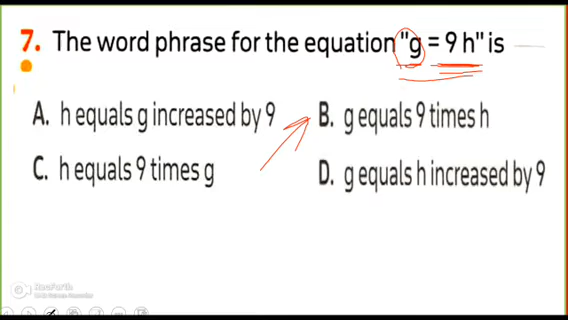 7. The word phrase for the equation "g = 9 h" is
A. h equals g increased by 9 B. g equals 9 times h
C. h equals 9 times g D. g equals h increased by 9